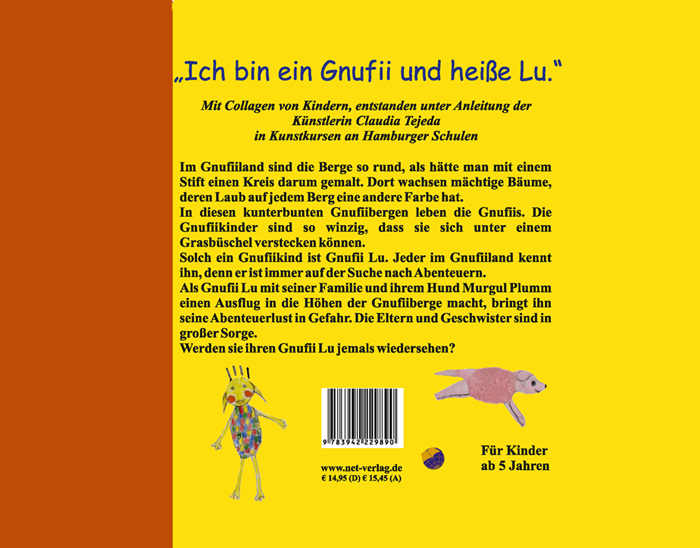 „Ich bin ein Gnufii und heiße Lu.“
Mit Collagen von Kindern, entstanden unter Anleitung der
Künstlerin Claudia Tejeda
in Kunstkursen an Hamburger Schulen
Im Gnufiiland sind die Berge so rund, als hätte man mit einem
Stift einen Kreis darum gemalt. Dort wachsen mächtige Bäume,
deren Laub auf jedem Berg eine andere Farbe hat.
In diesen kunterbunten Gnufiibergen leben die Gnufiis. Die
Gnufiikinder sind so winzig, dass sie sich unter einem
Grasbüschel verstecken können.
Solch ein Gnufiikind ist Gnufii Lu. Jeder im Gnufiiland kennt
ihn, denn er ist immer auf der Suche nach Abenteuern.
Als Gnufii Lu mit seiner Familie und ihrem Hund Murgul Plumm
einen Ausflug in die Höhen der Gnufiiberge macht, bringt ihn
seine Abenteuerlust in Gefahr. Die Eltern und Geschwister sind in
großer Sorge.
Werden sie ihren Gnufii Lu jemals wiedersehen?
9 783942 229890
www.net-verlag.de
€ 14,95 (D) € 15,45 (A)
Für Kinder
ab 5 Jahren